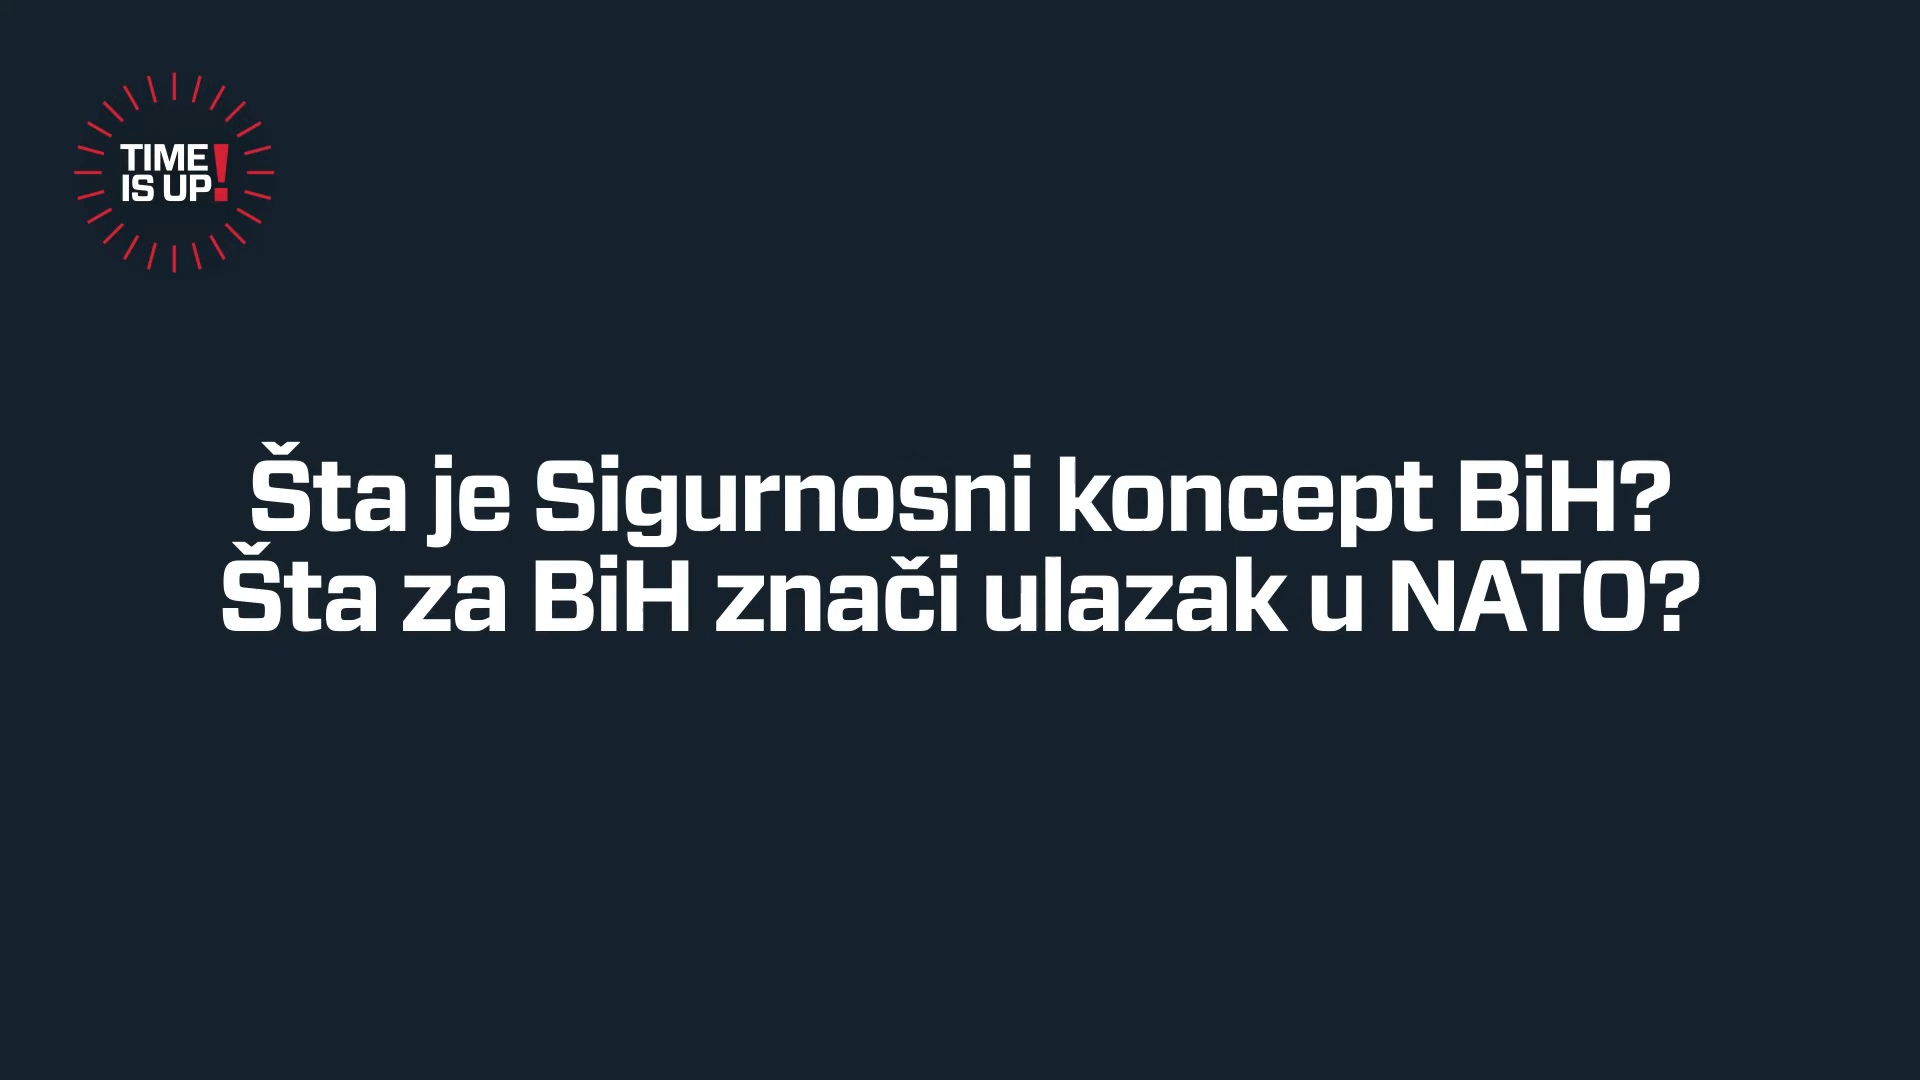 TIME
IS UP!
Šta je Sigurnosni koncept BiH?
Šta za BiH znači ulazak u NATO?